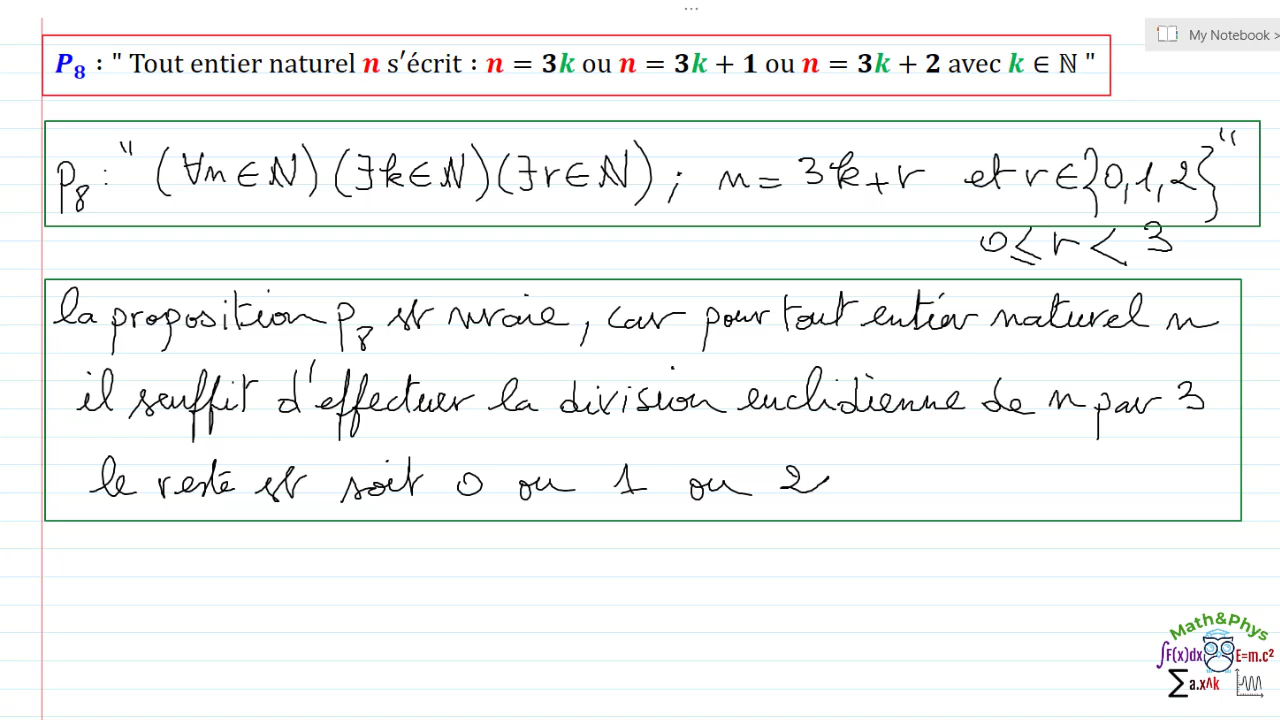 ...
My Notebook >
P₈ : " Tout entier naturel n s'écrit : n = 3k ou n = 3k + 1 ou n = 3k + 2 avec k ∈ ℕ "
P₈ : " (∀n ∈ ℕ) (∃k ∈ ℕ) (∃r ∈ ℕ) ; n = 3k + r et r ∈ {0, 1, 2} "
0 ≤ r < 3
la proposition P₈ est vraie, car pour tout entier naturel n
il suffit d'effectuer la division euclidienne de n par 3
le reste est soit 0 ou 1 ou 2
Math&Phys
∫F(x)dx E=m.c²
∑ a.x^k